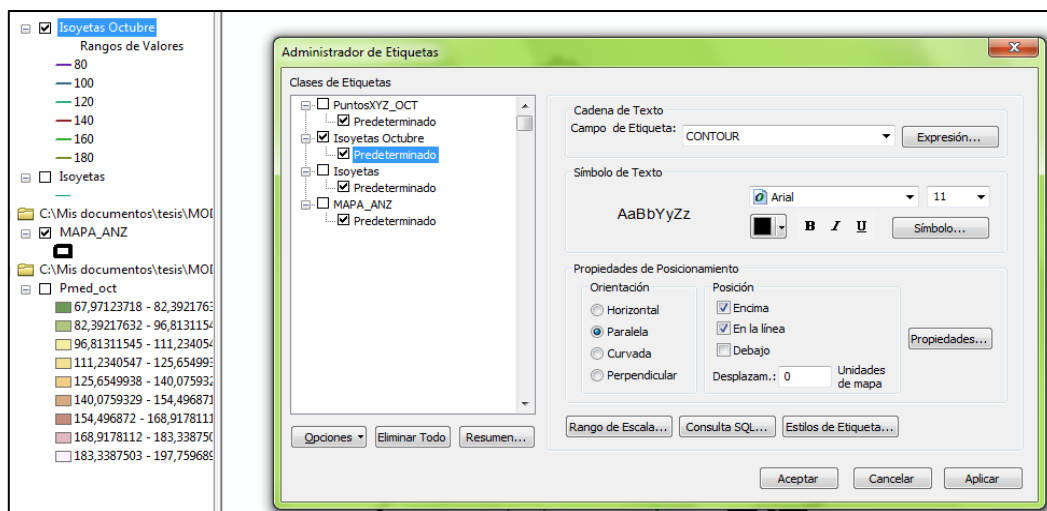 Isoyetas Octubre
Rangos de Valores
80
100
120
140
160
180
Isoyetas
C:\Mis documentos\tesis\MOD
MAPA_ANZ
C:\Mis documentos\tesis\MOD
Pmed_oct
67,97123718 - 82,3921763
82,39217632 - 96,8131154
96,81311545 - 111,234054
111,2340547 - 125,654993
125,6549938 - 140,075932
140,0759329 - 154,496871
154,496872 - 168,9178111
168,9178112 - 183,338750
183,3387503 - 197,759689
Administrador de Etiquetas
Clases de Etiquetas
PuntosXYZ_OCT
Predeterminado
Isoyetas Octubre
Predeterminado
Isoyetas
Predeterminado
MAPA_ANZ
Predeterminado
Opciones
Eliminar Todo
Resumen...
Cadena de Texto
Campo de Etiqueta: CONTOUR Expresión...
Símbolo de Texto
AaBbYyZz
Arial 11
B I U Símbolo...
Propiedades de Posicionamiento
Orientación
Horizontal
Paralela
Curvada
Perpendicular
Posición
Encima
En la línea
Debajo
Desplazam.: 0 Unidades
de mapa
Propiedades...
Rango de Escala... Consulta SQL... Estilos de Etiqueta...
Aceptar Cancelar Aplicar